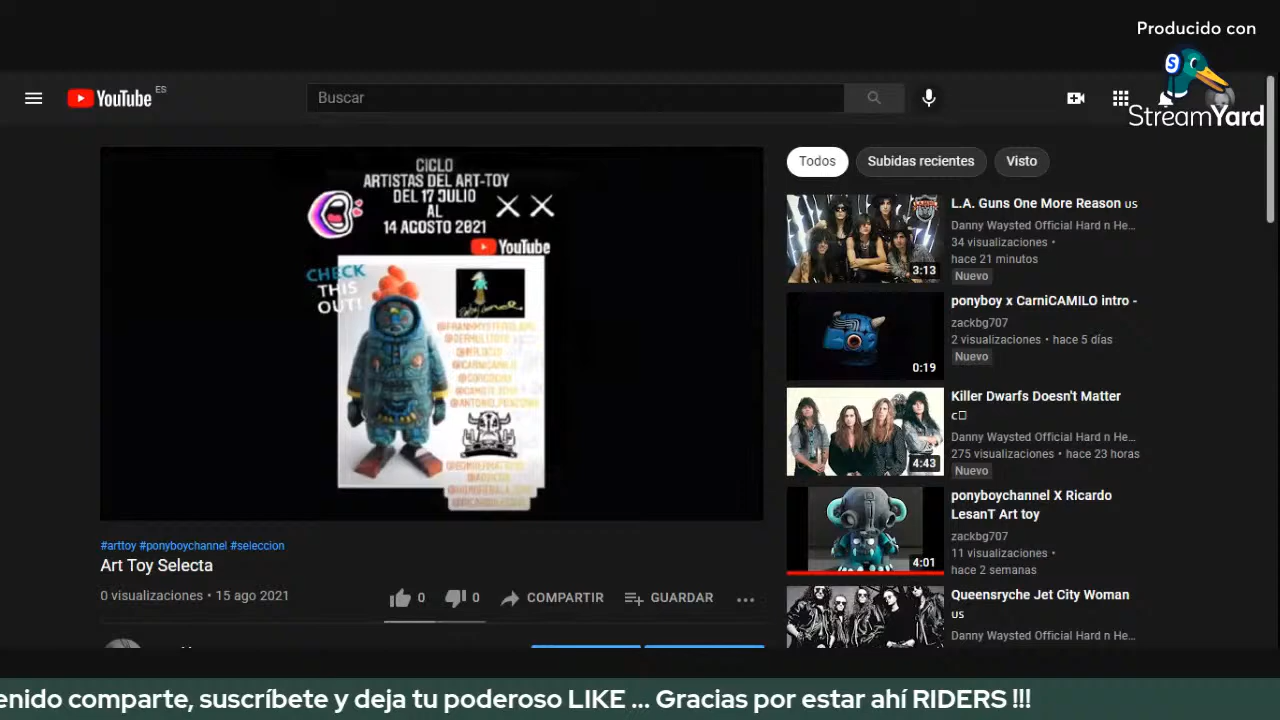 Producido con
StreamYard
YouTube ES
Buscar
CICLO
ARTISTAS DEL ART-TOY
DEL 17 JULIO
AL
14 AGOSTO 2021
YouTube
CHECK
THIS
OUT!
#arttoy #ponyboychannel #seleccion
Art Toy Selecta
0 visualizaciones • 15 ago 2021
0
0
COMPARTIR
GUARDAR
Todos
Subidas recientes
Visto
L.A. Guns One More Reason us
Danny Waysted Official Hard n He...
34 visualizaciones •
hace 21 minutos
Nuevo
3:13
ponyboy x CarniCAMILO intro -
zackbg707
2 visualizaciones • hace 5 días
Nuevo
0:19
Killer Dwarfs Doesn't Matter
Danny Waysted Official Hard n He...
275 visualizaciones • hace 23 horas
Nuevo
4:43
ponyboychannel X Ricardo
LesanT Art toy
zackbg707
11 visualizaciones •
hace 2 semanas
4:01
Queensryche Jet City Woman
us
Danny Waysted Official Hard n He...
enido comparte, suscríbete y deja tu poderoso LIKE ... Gracias por estar ahí RIDERS !!!